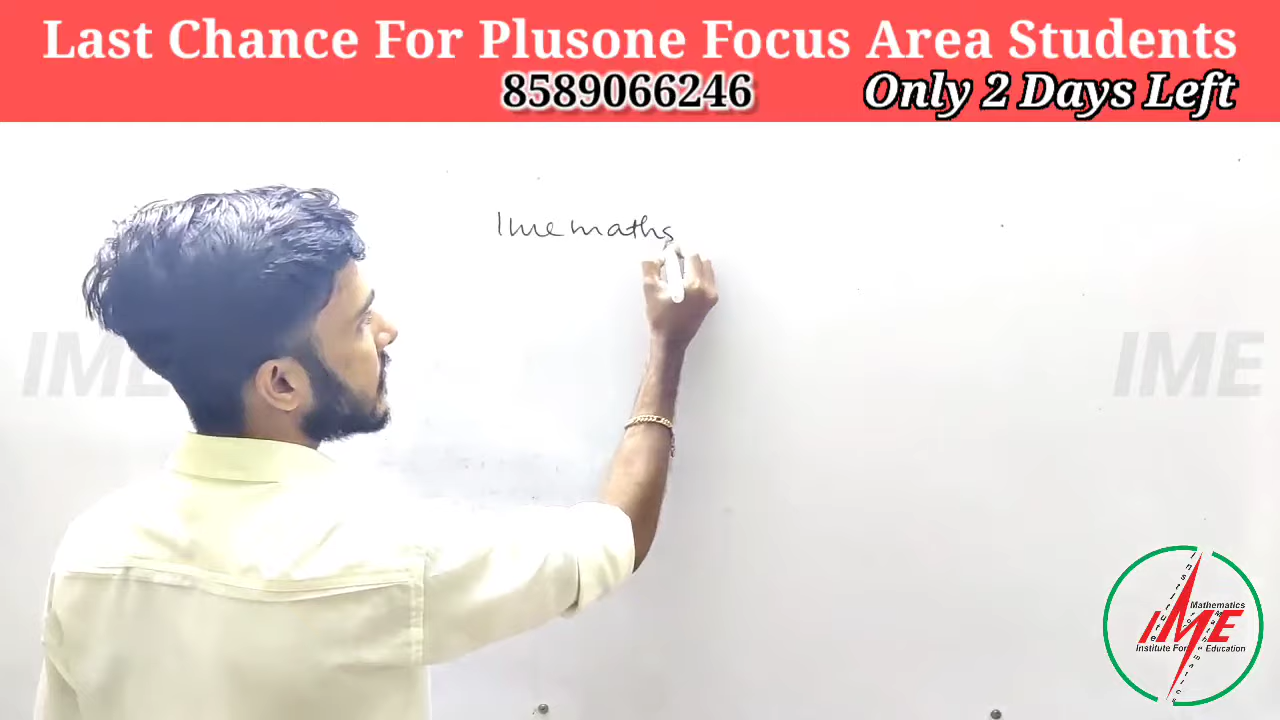 Last Chance For Plusone Focus Area Students
8589066246
Only 2 Days Left
Ime maths
IME
IME
Mathematics
IME
Institute For Education